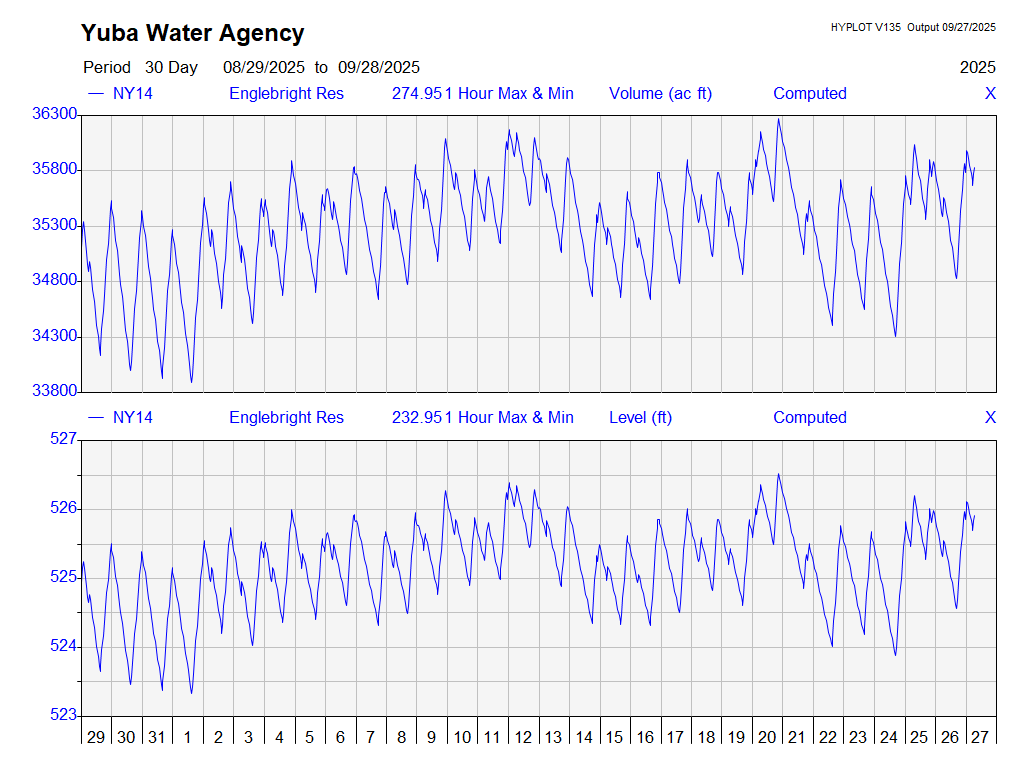 Yuba Water Agency
HYPLOT V135 Output 09/27/2025
Period 30 Day 08/29/2025 to 09/28/2025
2025
— NY14 Englebright Res 274.951 Hour Max & Min Volume (ac ft) Computed X
36300
35800
35300
34800
34300
33800
— NY14 Englebright Res 232.951 Hour Max & Min Level (ft) Computed X
527
526
525
524
523
29 30 31 1 2 3 4 5 6 7 8 9 10 11 12 13 14 15 16 17 18 19 20 21 22 23 24 25 26 27